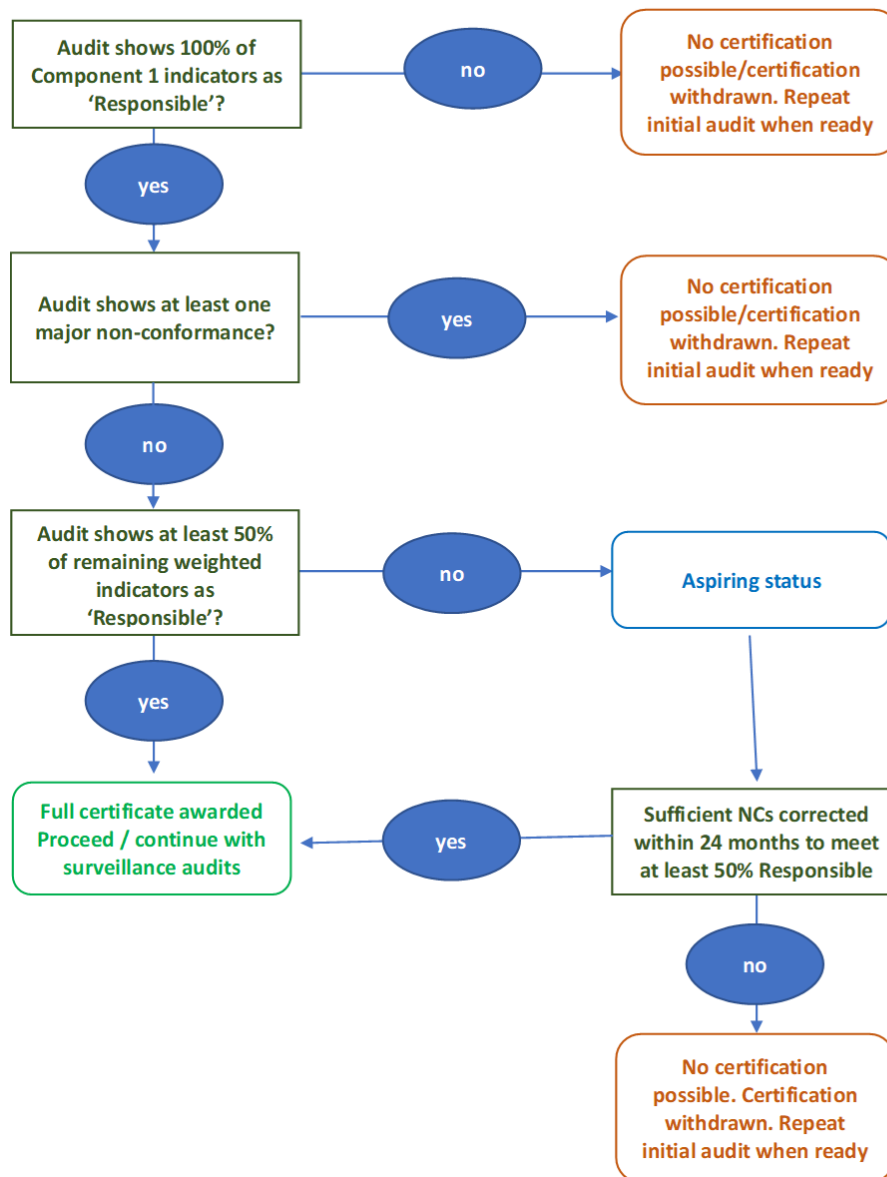 Audit shows 100% of
Component 1 indicators as
‘Responsible’?
no
No certification
possible/certification
withdrawn. Repeat
initial audit when ready
yes
Audit shows at least one
major non-conformance?
yes
No certification
possible/certification
withdrawn. Repeat
initial audit when ready
no
Audit shows at least 50%
of remaining weighted
indicators as
‘Responsible’?
no
Aspiring status
yes
Full certificate awarded
Proceed / continue with
surveillance audits
yes
Sufficient NCs corrected
within 24 months to meet
at least 50% Responsible
no
No certification
possible. Certification
withdrawn. Repeat
initial audit when ready